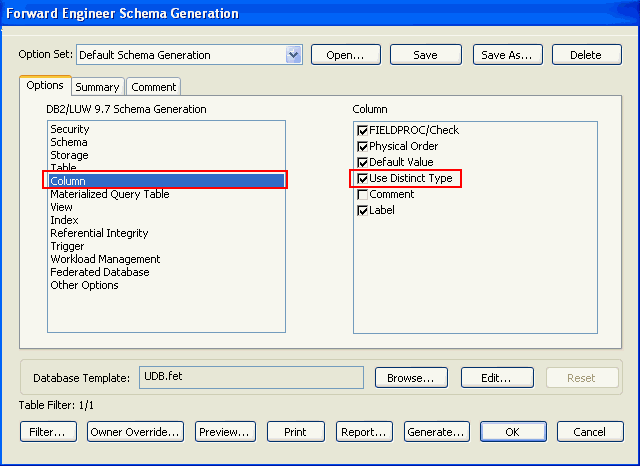 Forward Engineer Schema Generation
Option Set: Default Schema Generation Open... Save Save As... Delete
Options Summary Comment
DB2/LUW 9.7 Schema Generation
Security
Schema
Storage
Table
Column
Materialized Query Table
View
Index
Referential Integrity
Trigger
Workload Management
Federated Database
Other Options
Column
FIELDPROC/Check
Physical Order
Default Value
Use Distinct Type
Comment
Label
Database Template: UDB.fet Browse... Edit... Reset
Table Filter: 1/1
Filter... Owner Override... Preview... Print Report... Generate... OK Cancel